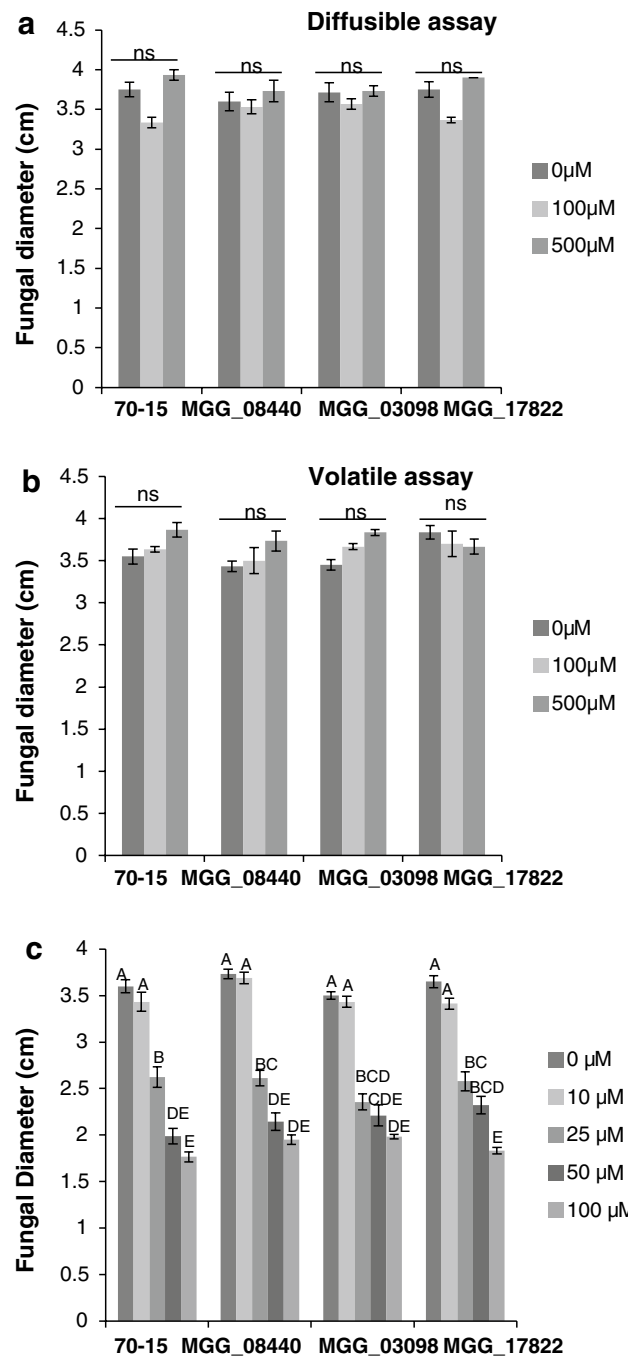 a
Diffusible assay
4.5
4
3.5
3
2.5
2
1.5
1
0.5
0
Fungal diameter (cm)
ns ns ns ns
0µM
100µM
500µM
70-15 MGG_08440 MGG_03098 MGG_17822
b
Volatile assay
4.5
4
3.5
3
2.5
2
1.5
1
0.5
0
Fungal diameter (cm)
ns ns ns ns
0µM
100µM
500µM
70-15 MGG_08440 MGG_03098 MGG_17822
c
4
3.5
3
2.5
2
1.5
1
0.5
0
Fungal Diameter (cm)
A A B DE E
A A BC DE DE
A A BCD CDE DE
A A BC BCD E
0 µM
10 µM
25 µM
50 µM
100 µM
70-15 MGG_08440 MGG_03098 MGG_17822